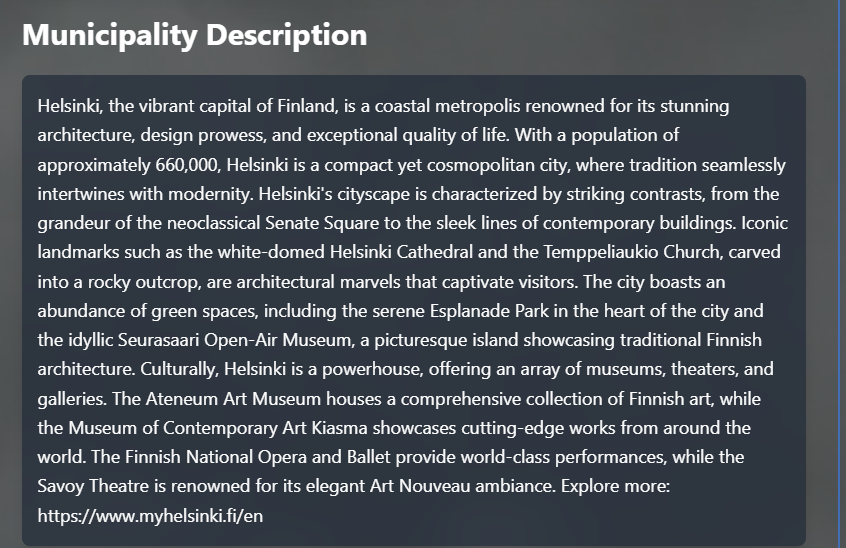 Municipality Description
Helsinki, the vibrant capital of Finland, is a coastal metropolis renowned for its stunning
architecture, design prowess, and exceptional quality of life. With a population of
approximately 660,000, Helsinki is a compact yet cosmopolitan city, where tradition seamlessly
intertwines with modernity. Helsinki's cityscape is characterized by striking contrasts, from the
grandeur of the neoclassical Senate Square to the sleek lines of contemporary buildings. Iconic
landmarks such as the white-domed Helsinki Cathedral and the Temppeliaukio Church, carved
into a rocky outcrop, are architectural marvels that captivate visitors. The city boasts an
abundance of green spaces, including the serene Esplanade Park in the heart of the city and
the idyllic Seurasaari Open-Air Museum, a picturesque island showcasing traditional Finnish
architecture. Culturally, Helsinki is a powerhouse, offering an array of museums, theaters, and
galleries. The Ateneum Art Museum houses a comprehensive collection of Finnish art, while
the Museum of Contemporary Art Kiasma showcases cutting-edge works from around the
world. The Finnish National Opera and Ballet provide world-class performances, while the
Savoy Theatre is renowned for its elegant Art Nouveau ambiance. Explore more:
https://www.myhelsinki.fi/en